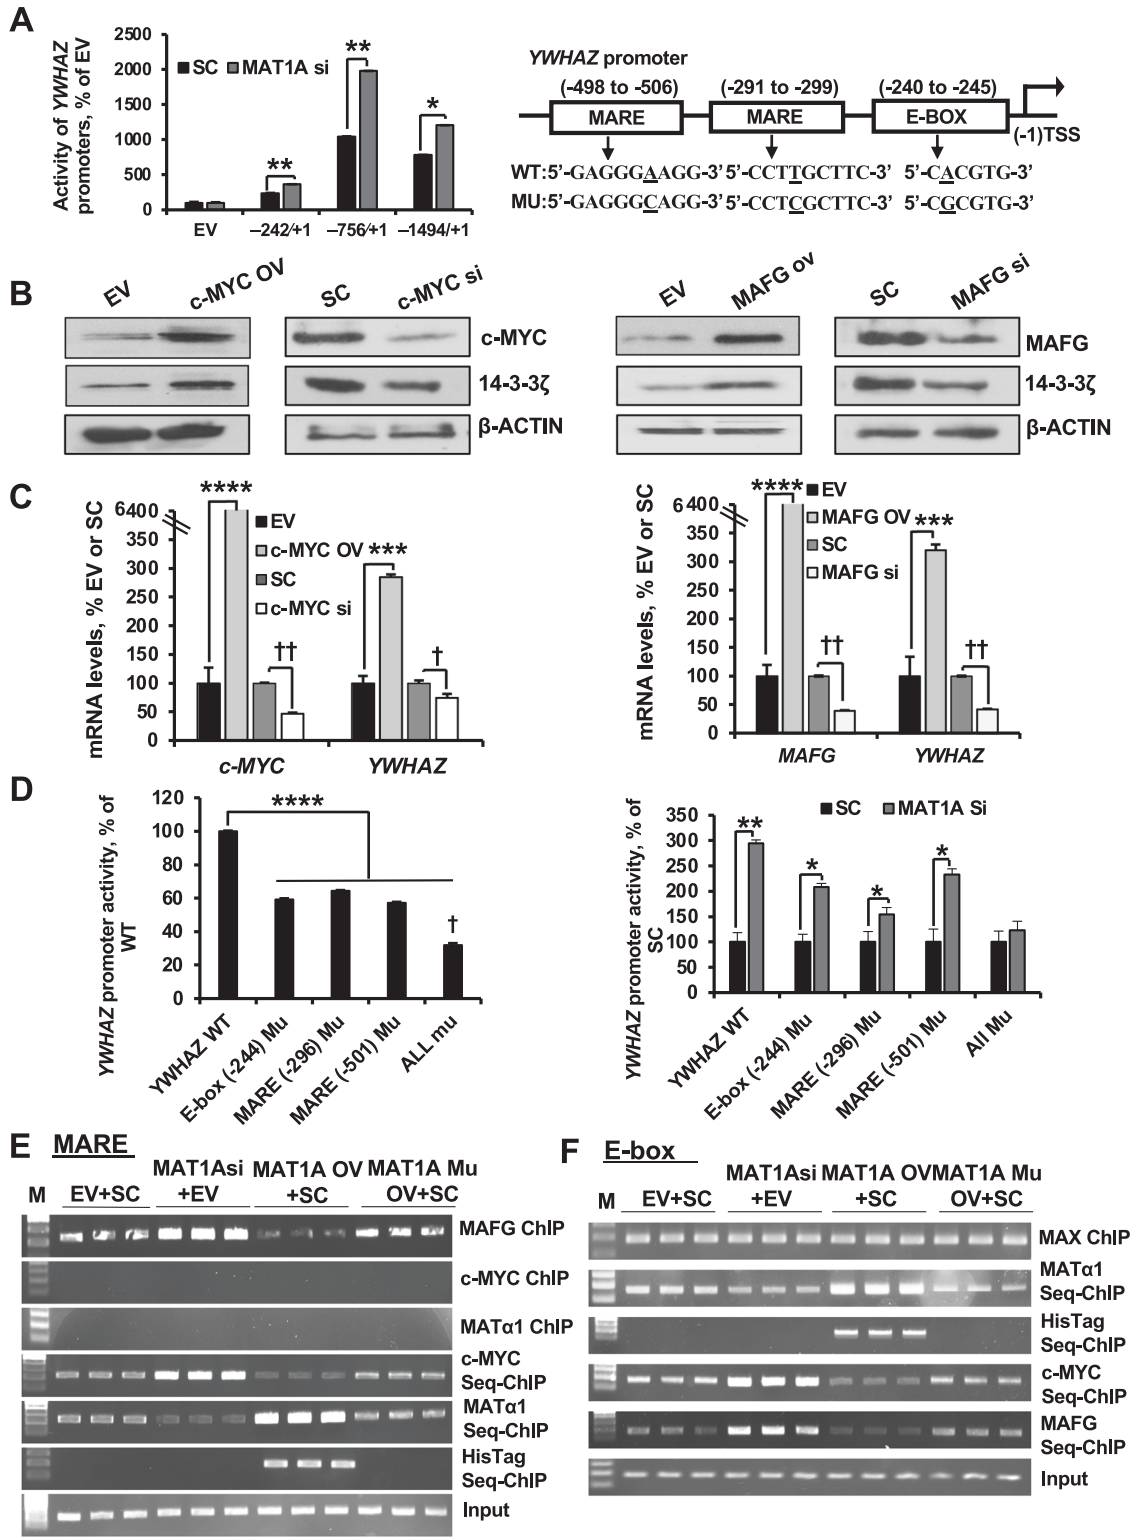 A
Activity of YWHAZ
promoters, % of EV
2500
2000
1500
1000
500
0
SC MAT1A si
**
**
*
EV –242/+1 –756/+1 –1494/+1
YWHAZ promoter
(-498 to -506) (-291 to -299) (-240 to -245)
MARE MARE E-BOX
(-1)TSS
WT:5’-GAGGGAAGG-3’ 5’-CCTTGCTTC-3’ 5’-CACGTG-3’
MU:5’-GAGGGCAGG-3’ 5’-CCTCGCTTC-3’ 5’-CGCGTG-3’
B
EV c-MYC OV SC c-MYC si
c-MYC
14-3-3ζ
β-ACTIN
EV MAFG ov SC MAFG si
MAFG
14-3-3ζ
β-ACTIN
C
mRNA levels, % EV or SC
6400
350
300
250
200
150
100
50
0
****
***
††
†
EV
c-MYC OV
SC
c-MYC si
c-MYC YWHAZ
mRNA levels, % EV or SC
6400
350
300
250
200
150
100
50
0
****
***
††
††
EV
MAFG OV
SC
MAFG si
MAFG YWHAZ
D
YWHAZ promoter activity, % of
WT
120
100
80
60
40
20
0
****
†
YWHAZ WT
E-box (-244) Mu
MARE (-296) Mu
MARE (-501) Mu
ALL mu
YWHAZ promoter activity, % of
SC
350
300
250
200
150
100
50
0
SC MAT1A Si
**
*
*
*
YWHAZ WT
E-box (-244) Mu
MARE (-296) Mu
MARE (-501) Mu
All Mu
E MARE
MAT1Asi MAT1A OV MAT1A Mu
M EV+SC +EV +SC OV+SC
MAFG ChIP
c-MYC ChIP
MATα1 ChIP
c-MYC
Seq-ChIP
MATα1
Seq-ChIP
HisTag
Seq-ChIP
Input
F E-box
MAT1Asi MAT1A OV MAT1A Mu
M EV+SC +EV +SC OV+SC
MAX ChIP
MATα1
Seq-ChIP
HisTag
Seq-ChIP
c-MYC
Seq-ChIP
MAFG
Seq-ChIP
Input